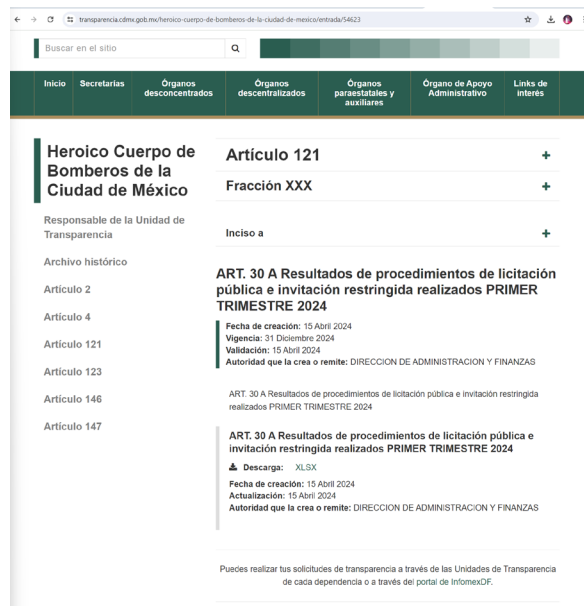 transparencia.cdmx.gob.mx/heroico-cuerpo-de-bomberos-de-la-ciudad-de-mexico/entrada/54623
Buscar en el sitio
Inicio
Secretarías
Órganos
desconcentrados
Órganos
descentralizados
Órganos
paraestatales y
auxiliares
Órgano de Apoyo
Administrativo
Links de
interés
Heroico Cuerpo de
Bomberos de la
Ciudad de México
Responsable de la Unidad de
Transparencia
Archivo histórico
Artículo 2
Artículo 4
Artículo 121
Artículo 123
Artículo 146
Artículo 147
Artículo 121 +
Fracción XXX +
Inciso a +
ART. 30 A Resultados de procedimientos de licitación
pública e invitación restringida realizados PRIMER
TRIMESTRE 2024
Fecha de creación: 15 Abril 2024
Vigencia: 31 Diciembre 2024
Validación: 15 Abril 2024
Autoridad que la crea o remite: DIRECCION DE ADMINISTRACION Y FINANZAS
ART. 30 A Resultados de procedimientos de licitación pública e invitación restringida
realizados PRIMER TRIMESTRE 2024
ART. 30 A Resultados de procedimientos de licitación pública e
invitación restringida realizados PRIMER TRIMESTRE 2024
Descarga: XLSX
Fecha de creación: 15 Abril 2024
Actualización: 15 Abril 2024
Autoridad que la crea o remite: DIRECCION DE ADMINISTRACION Y FINANZAS
Puedes realizar tus solicitudes de transparencia a través de las Unidades de Transparencia
de cada dependencia o a través del portal de InfomexDF.